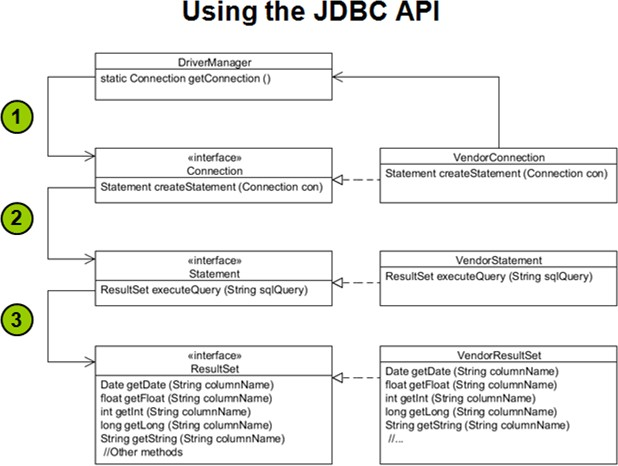 Using the JDBC API
DriverManager
static Connection getConnection ()
1
«interface»
Connection
Statement createStatement (Connection con)
VendorConnection
Statement createStatement (Connection con)
2
«interface»
Statement
ResultSet executeQuery (String sqlQuery)
VendorStatement
ResultSet executeQuery (String sqlQuery)
3
«interface»
ResultSet
Date getDate (String columnName)
float getFloat (String columnName)
int getInt (String columnName)
long getLong (String columnName)
String getString (String columnName)
//Other methods
VendorResultSet
Date getDate (String columnName)
float getFloat (String columnName)
int getInt (String columnName)
long getLong (String columnName)
String getString (String columnName)
//...